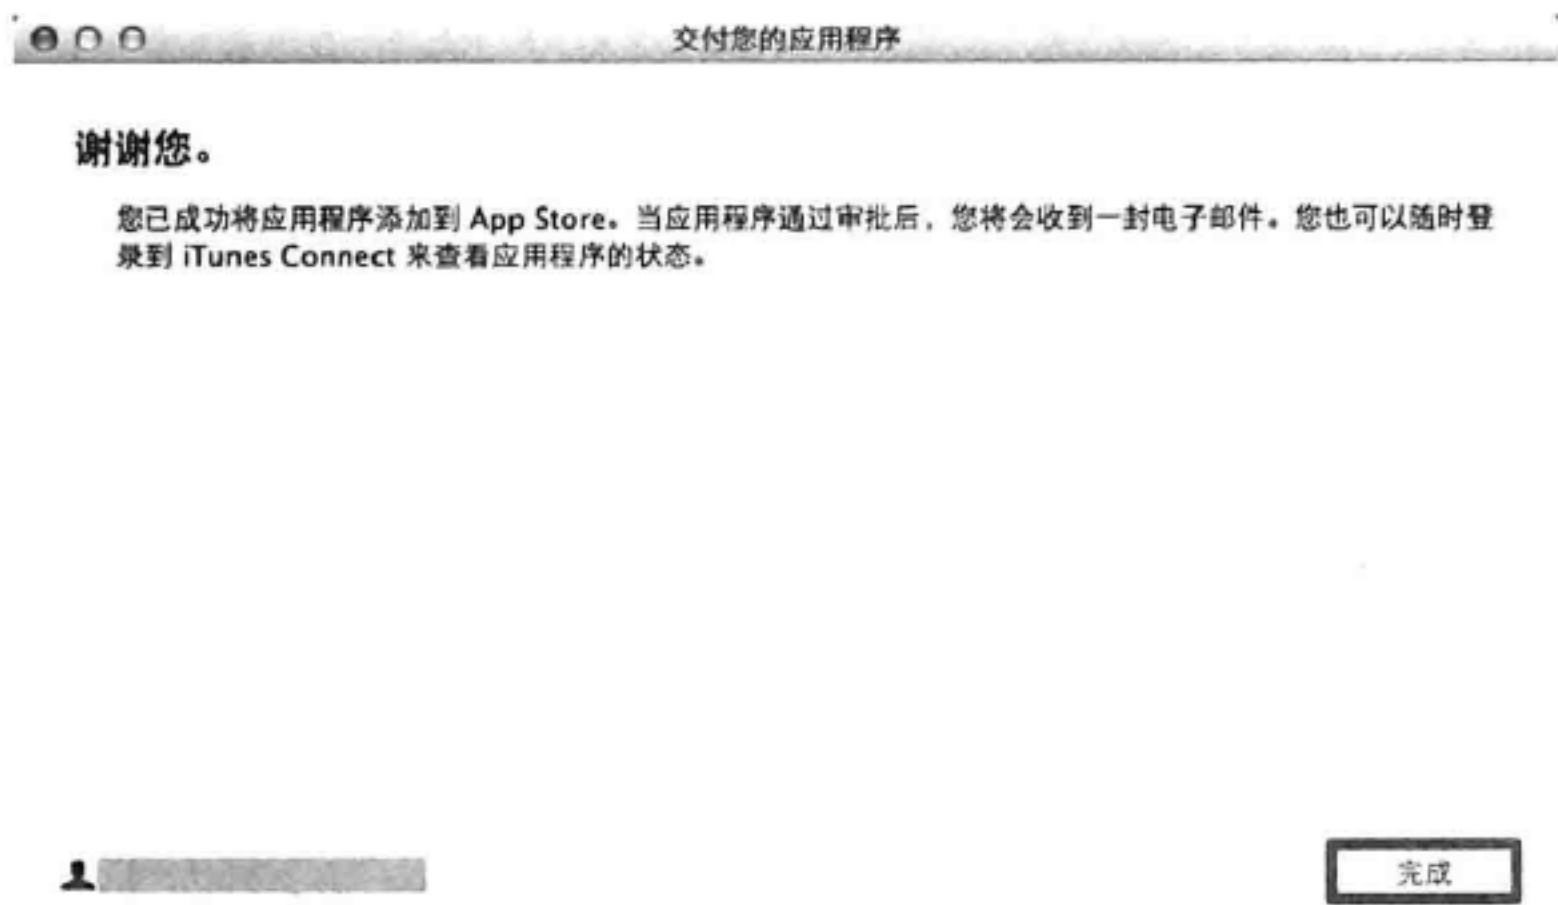 交付您的应用程序
谢谢您。
您已成功将应用程序添加到 App Store。当应用程序通过审批后，您将会收到一封电子邮件。您也可以随时登
录到 iTunes Connect 来查看应用程序的状态。
完成